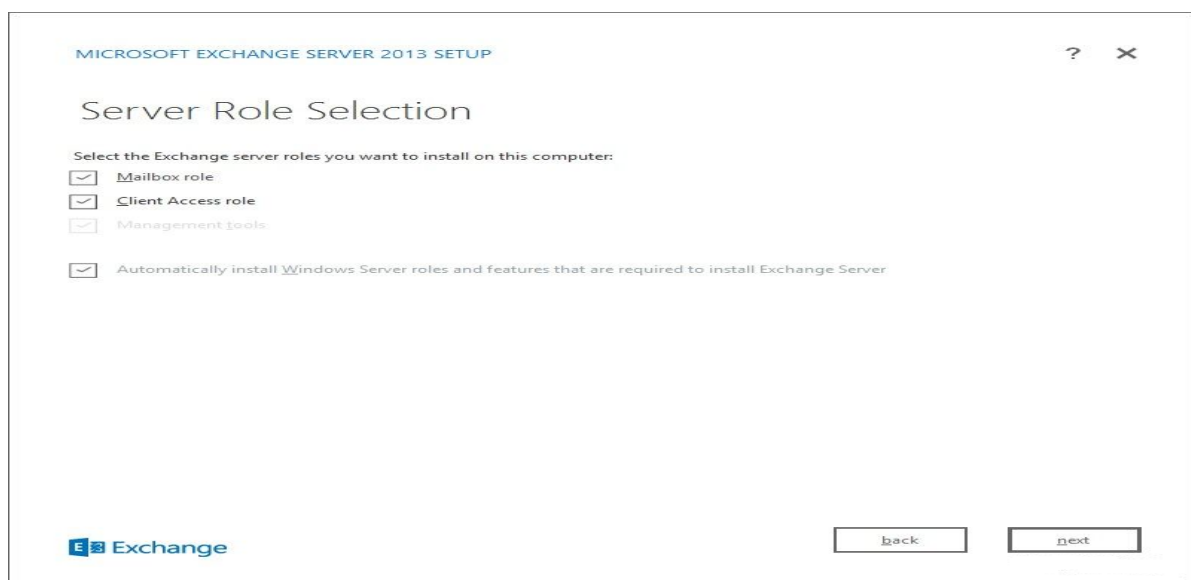 MICROSOFT EXCHANGE SERVER 2013 SETUP
?
Server Role Selection
Select the Exchange server roles you want to install on this computer:
Mailbox role
Client Access role
Management tools
Automatically install Windows Server roles and features that are required to install Exchange Server
Exchange
back
next